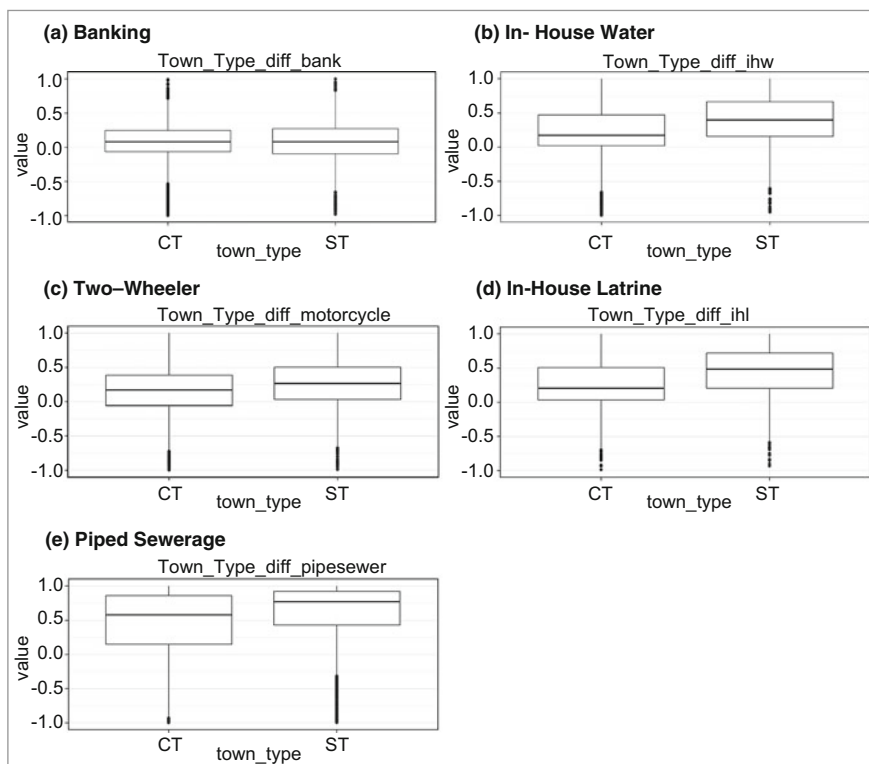 (a) Banking
Town_Type_diff_bank
1.0
0.5
0.0
-0.5
-1.0
value
CT
ST
town_type
(b) In- House Water
Town_Type_diff_ihw
1.0
0.5
0.0
-0.5
-1.0
value
CT
ST
town_type
(c) Two–Wheeler
Town_Type_diff_motorcycle
1.0
0.5
0.0
-0.5
-1.0
value
CT
ST
town_type
(d) In-House Latrine
Town_Type_diff_ihl
1.0
0.5
0.0
-0.5
-1.0
value
CT
ST
town_type
(e) Piped Sewerage
Town_Type_diff_pipesewer
1.0
0.5
0.0
-0.5
-1.0
value
CT
ST
town_type